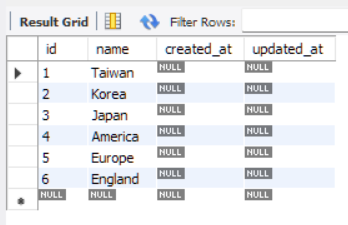 Result Grid Filter Rows:
id name created_at updated_at
1 Taiwan NULL NULL
2 Korea NULL NULL
3 Japan NULL NULL
4 America NULL NULL
5 Europe NULL NULL
6 England NULL NULL
NULL NULL NULL NULL